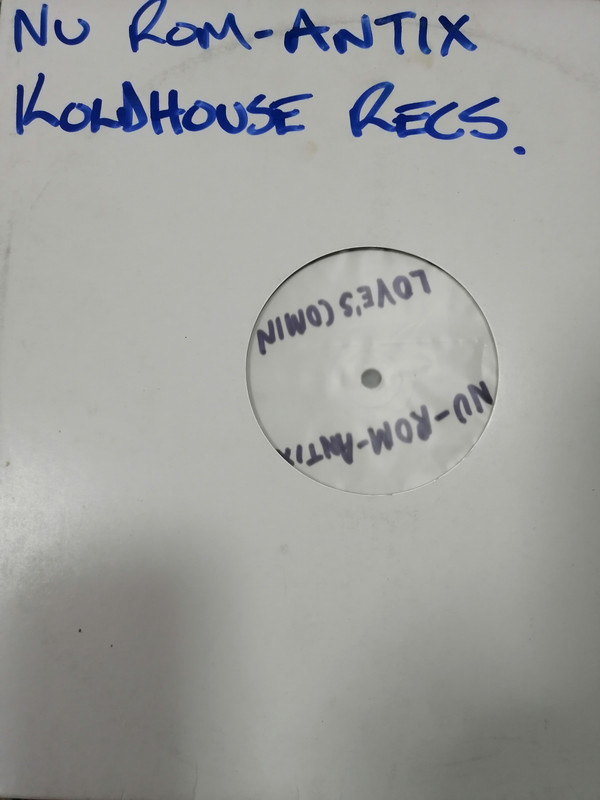 NU ROM-ANTIX
KOLDHOUSE RECS.
LOVE'S COMIN
NU-ROM-ANTIX